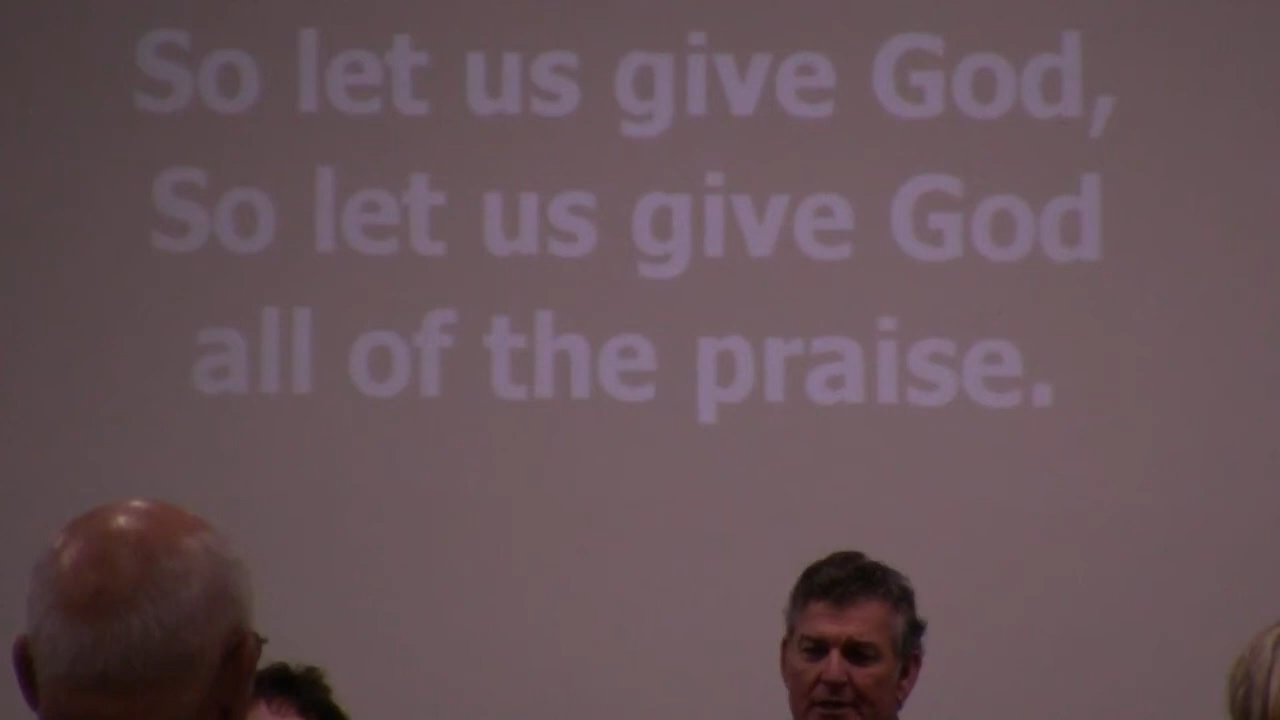 So let us give God,
So let us give God
all of the praise.